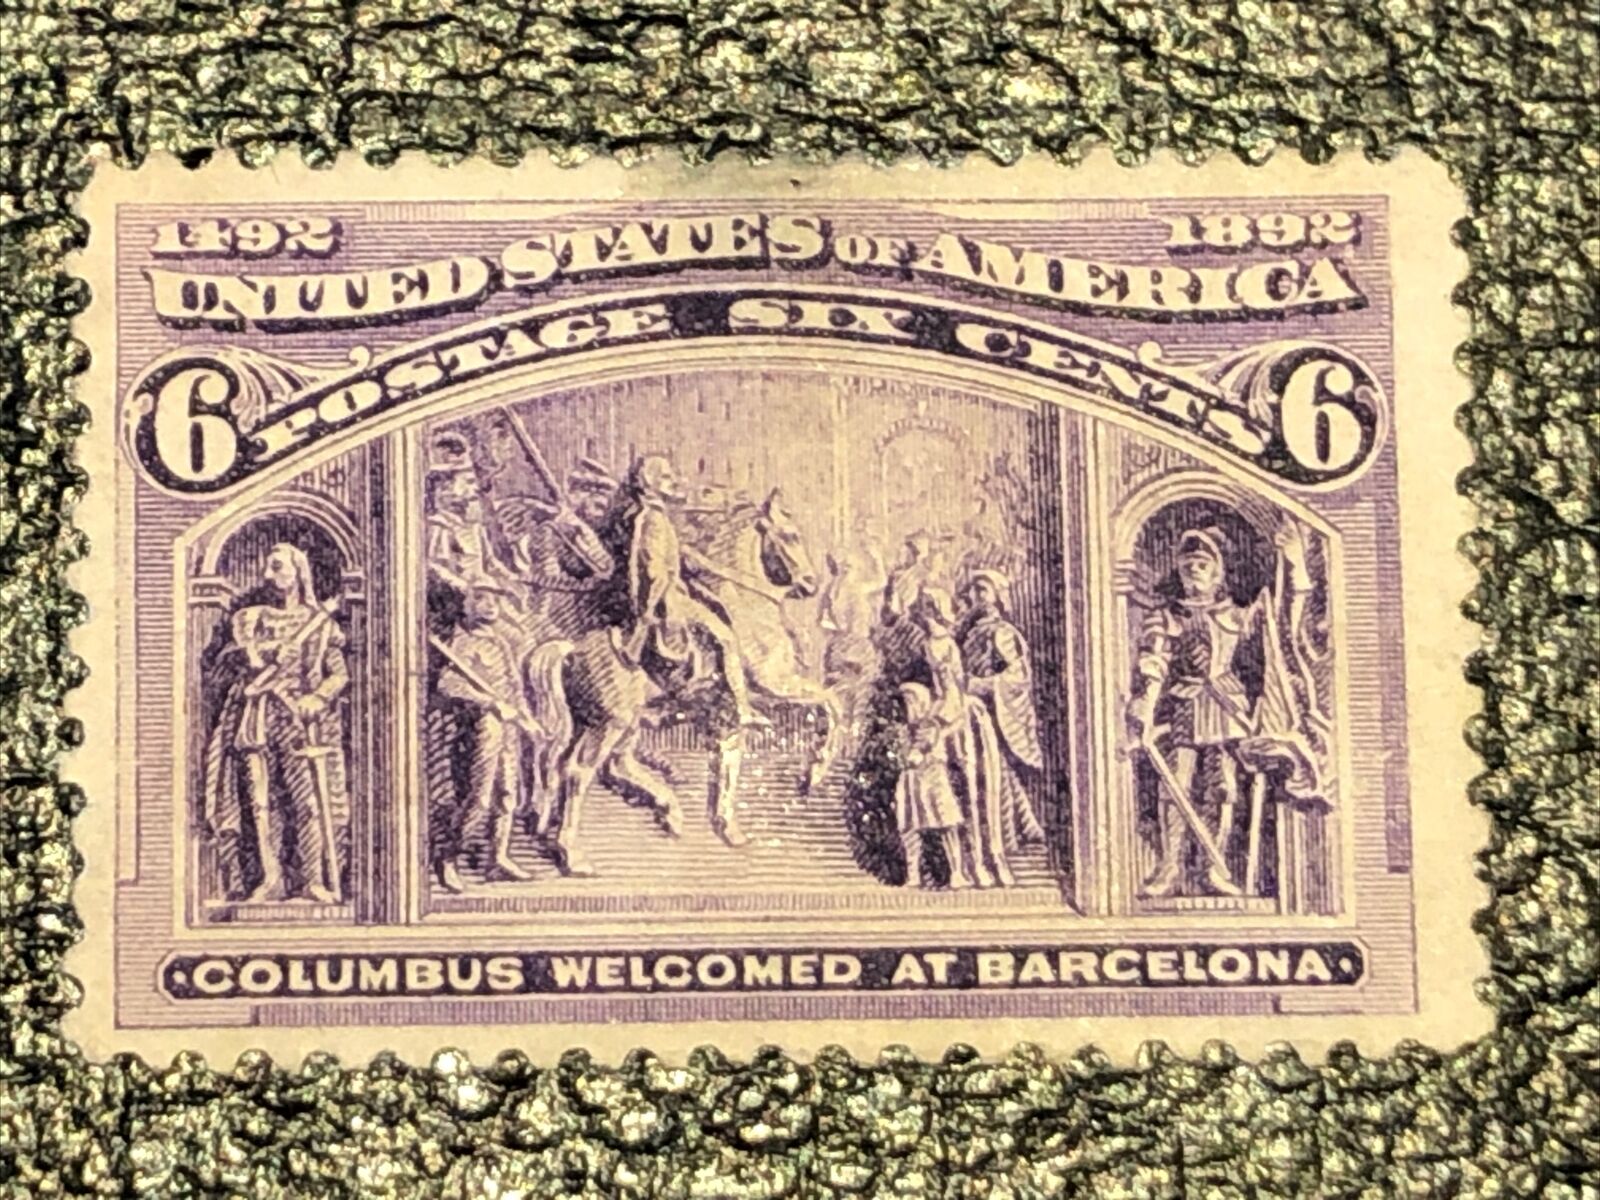 1492 1892
UNITED STATES OF AMERICA
POSTAGE SIX CENTS
6 6
·COLUMBUS WELCOMED AT BARCELONA·